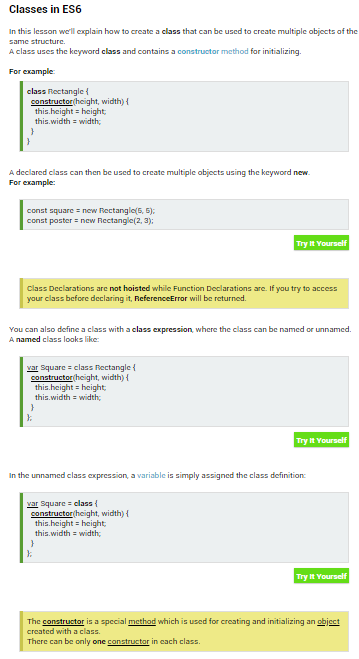 Classes in ES6
In this lesson we'll explain how to create a class that can be used to create multiple objects of the
same structure.
A class uses the keyword class and contains a constructor method for initializing.
For example:
class Rectangle {
constructor(height, width) {
this.height = height;
this.width = width;
}
}
A declared class can then be used to create multiple objects using the keyword new.
For example:
const square = new Rectangle(5, 5);
const poster = new Rectangle(2, 3);
Try It Yourself
Class Declarations are not hoisted while Function Declarations are. If you try to access
your class before declaring it, ReferenceError will be returned.
You can also define a class with a class expression, where the class can be named or unnamed.
A named class looks like:
var Square = class Rectangle {
constructor(height, width) {
this.height = height;
this.width = width;
}
};
Try It Yourself
In the unnamed class expression, a variable is simply assigned the class definition:
var Square = class {
constructor(height, width) {
this.height = height;
this.width = width;
}
};
Try It Yourself
The constructor is a special method which is used for creating and initializing an object
created with a class.
There can be only one constructor in each class.